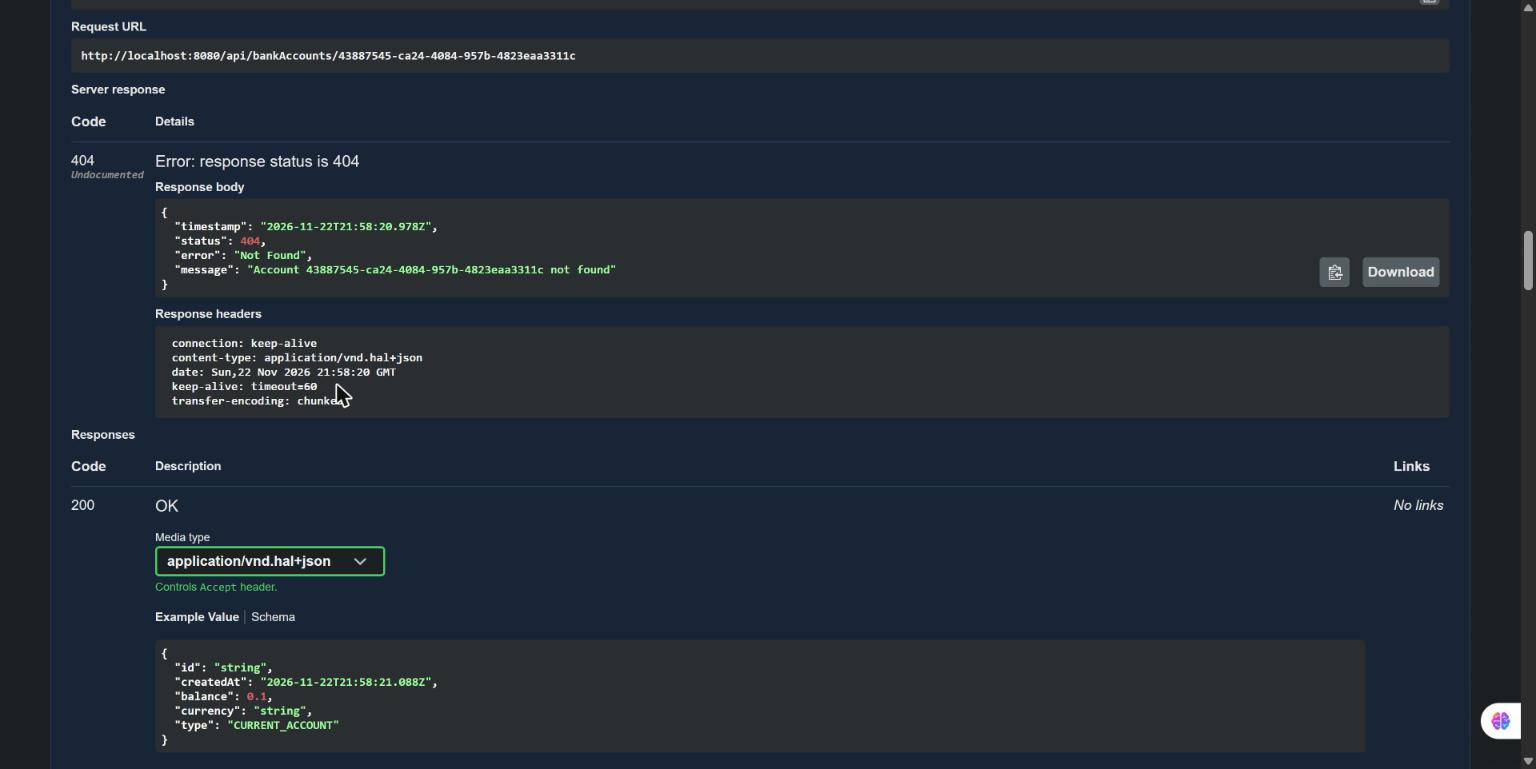 Request URL
http://localhost:8080/api/bankAccounts/43887545-ca24-4084-957b-4823eaa3311c
Server response
Code Details
404 Error: response status is 404
Undocumented
Response body
{
"timestamp": "2026-11-22T21:58:20.978Z",
"status": 404,
"error": "Not Found",
"message": "Account 43887545-ca24-4084-957b-4823eaa3311c not found"
}
Download
Response headers
connection: keep-alive
content-type: application/vnd.hal+json
date: Sun,22 Nov 2026 21:58:20 GMT
keep-alive: timeout=60
transfer-encoding:
Responses
Code Description Links
200 OK No links
Media type
application/vnd.hal+json
Controls Accept header.
Example Value | Schema
{
"id": "string",
"createdAt": "2026-11-22T21:58:21.088Z",
"balance": 0.1,
"currency": "string",
"type": "CURRENT_ACCOUNT"
}